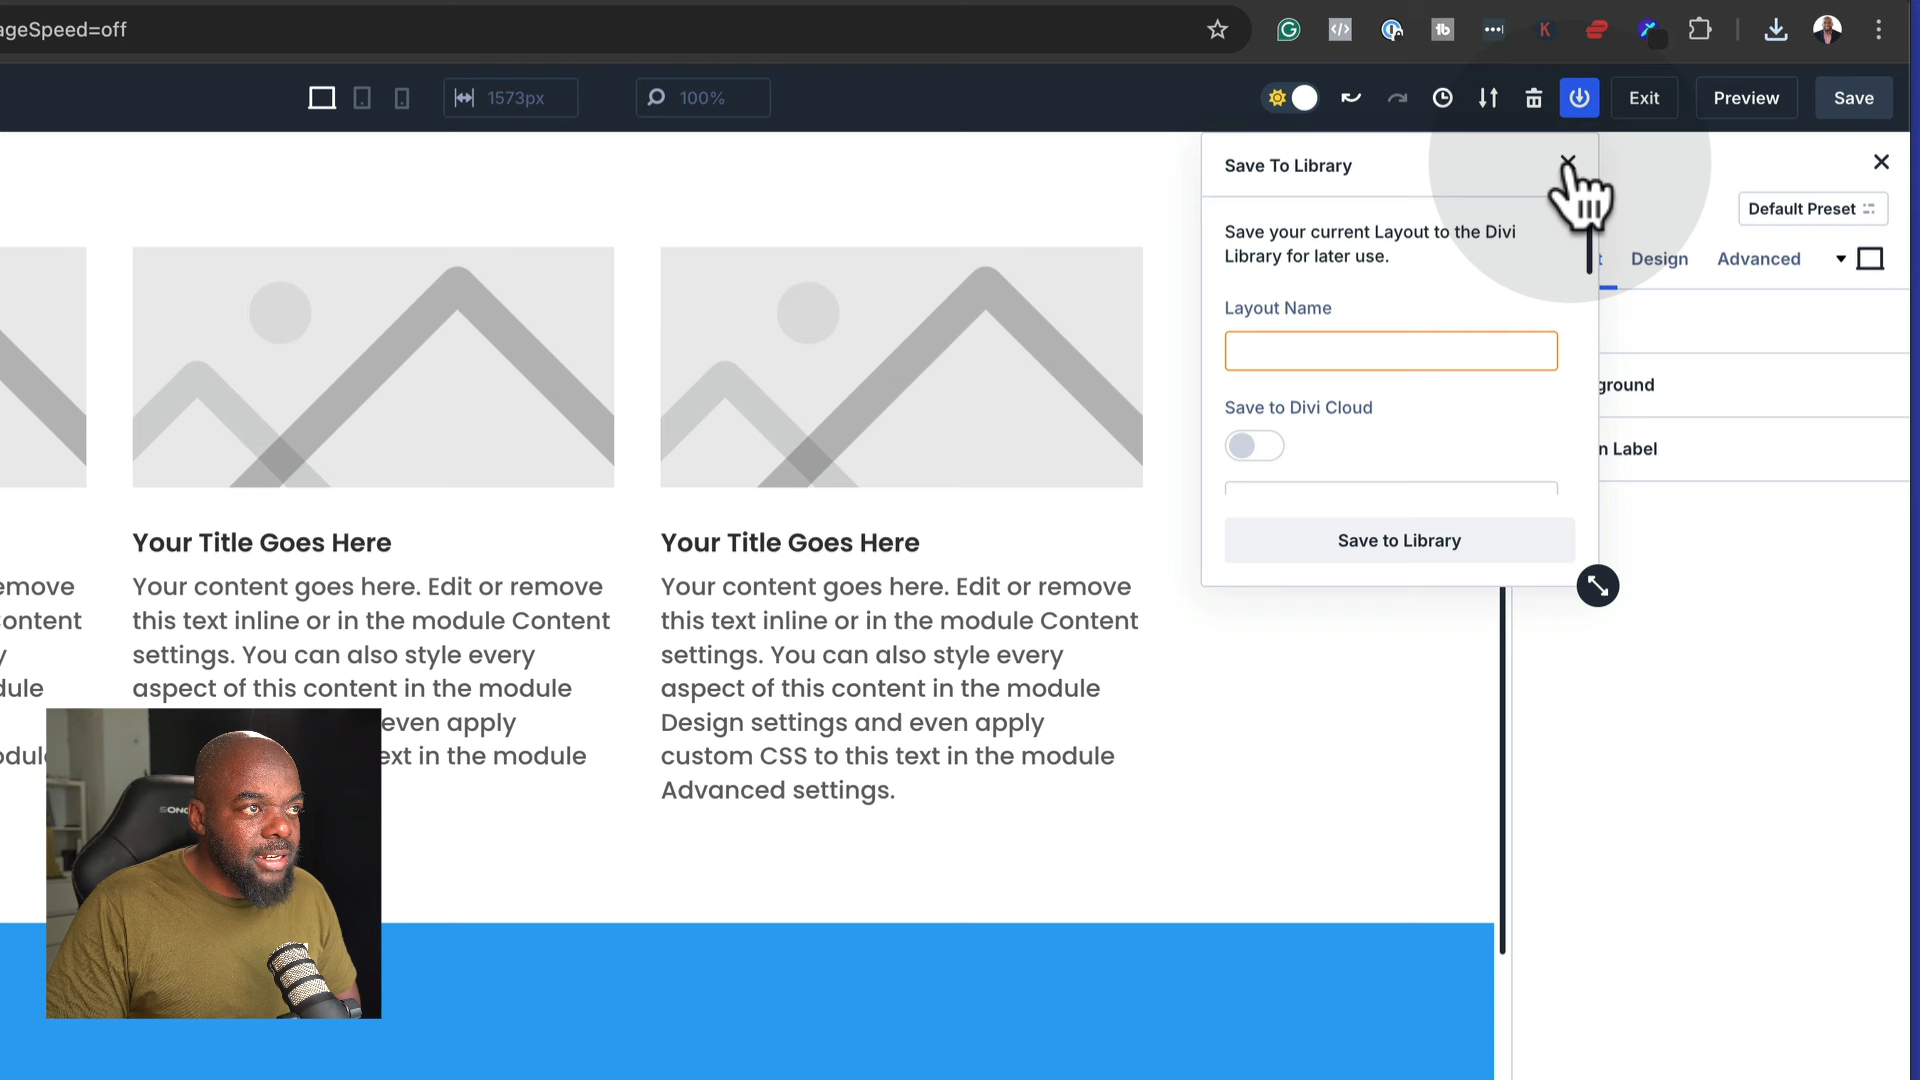 ageSpeed=off
1573px
100%
Exit
Preview
Save
Save To Library
Default Preset
Save your current Layout to the Divi
Library for later use.
t
Design
Advanced
Layout Name
ground
Save to Divi Cloud
n Label
Save to Library
Your Title Goes Here
Your Title Goes Here
emove
ontent
y
dule
odule
Your content goes here. Edit or remove
this text inline or in the module Content
settings. You can also style every
aspect of this content in the module
even apply
ext in the module
Your content goes here. Edit or remove
this text inline or in the module Content
settings. You can also style every
aspect of this content in the module
Design settings and even apply
custom CSS to this text in the module
Advanced settings.